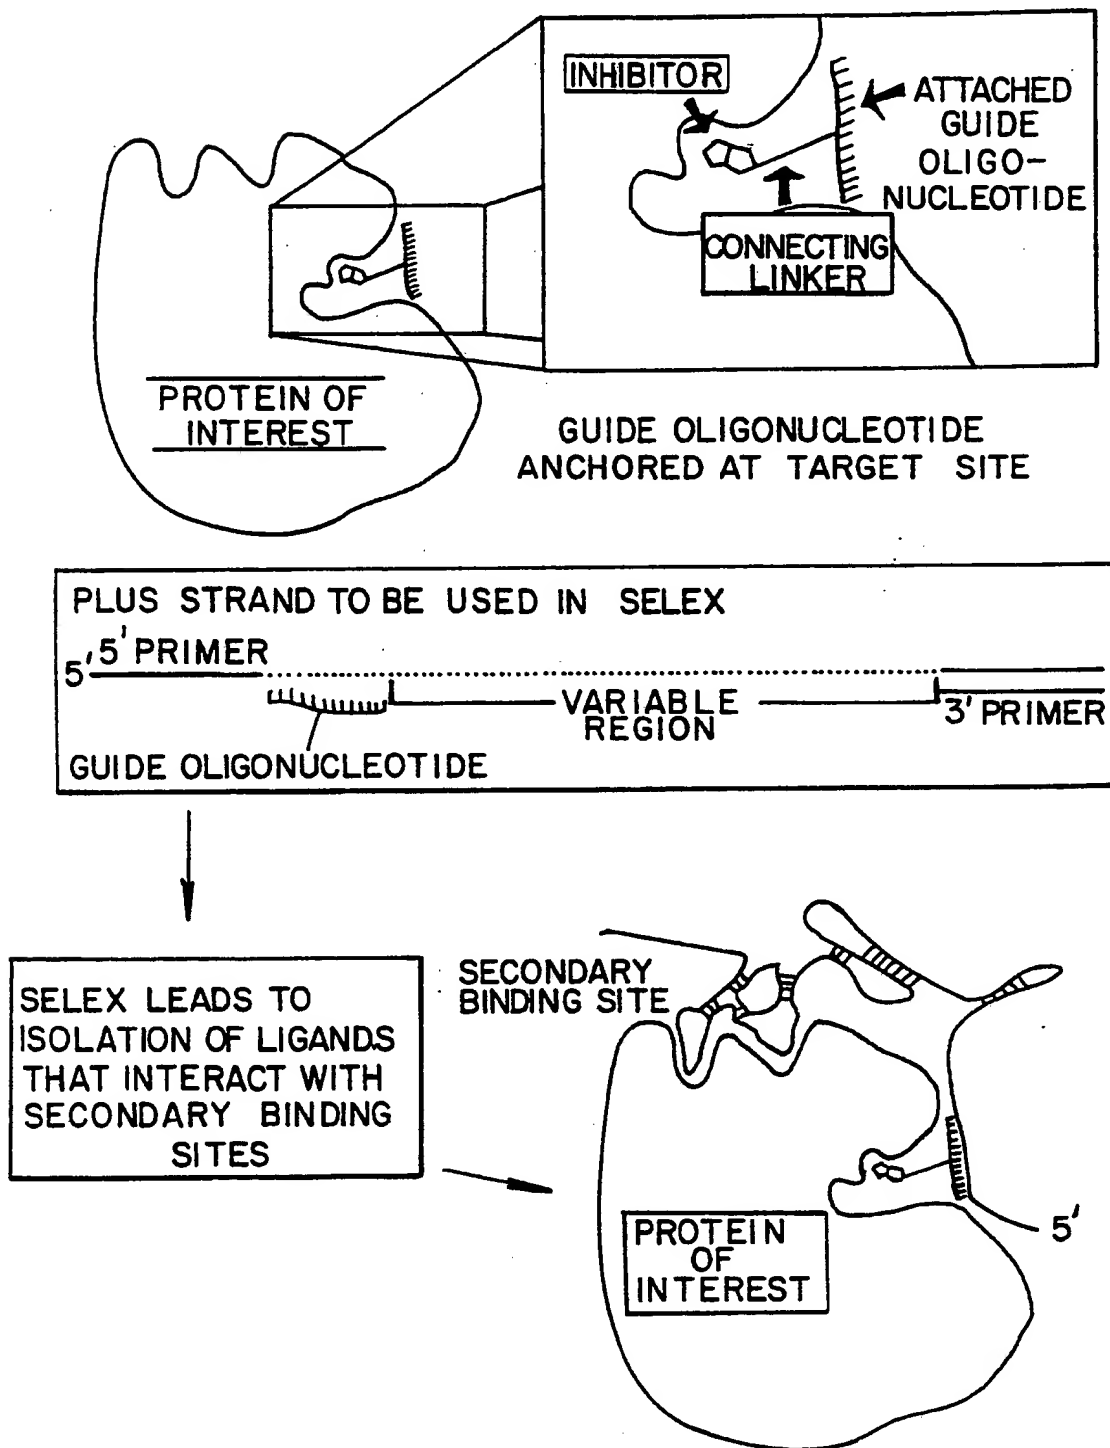 INHIBITOR
ATTACHED
GUIDE
OLIGO-
NUCLEOTIDE
CONNECTING
LINKER
PROTEIN OF
INTEREST
GUIDE OLIGONUCLEOTIDE
ANCHORED AT TARGET SITE
PLUS STRAND TO BE USED IN SELEX
5' 5' PRIMER
VARIABLE
REGION
3' PRIMER
GUIDE OLIGONUCLEOTIDE
SELEX LEADS TO
ISOLATION OF LIGANDS
THAT INTERACT WITH
SECONDARY BINDING
SITES
SECONDARY
BINDING SITE
5'
PROTEIN
OF
INTEREST